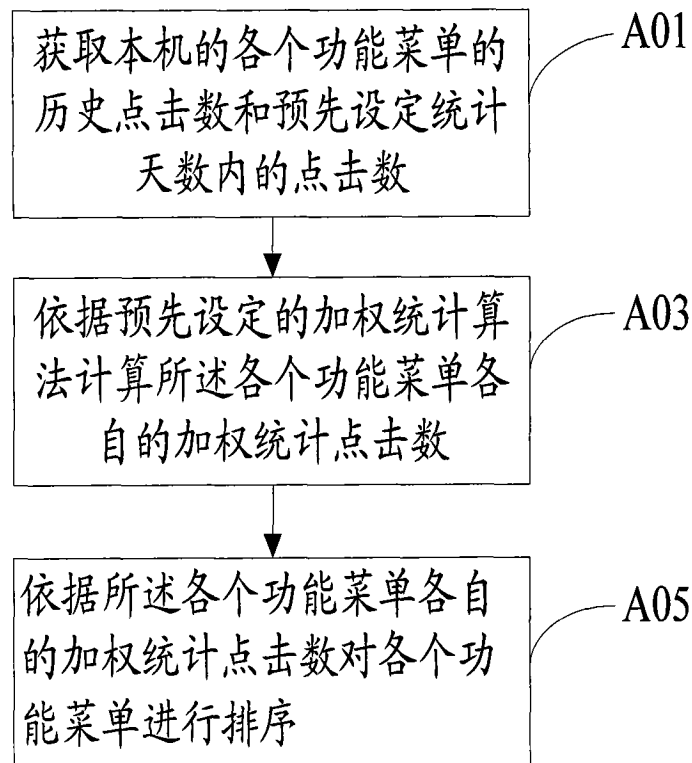 获取本机的各个功能菜单的
历史点击数和预先设定统计
天数内的点击数
A01
依据预先设定的加权统计算
法计算所述各个功能菜单各
自的加权统计点击数
A03
依据所述各个功能菜单各自
的加权统计点击数对各个功
能菜单进行排序
A05